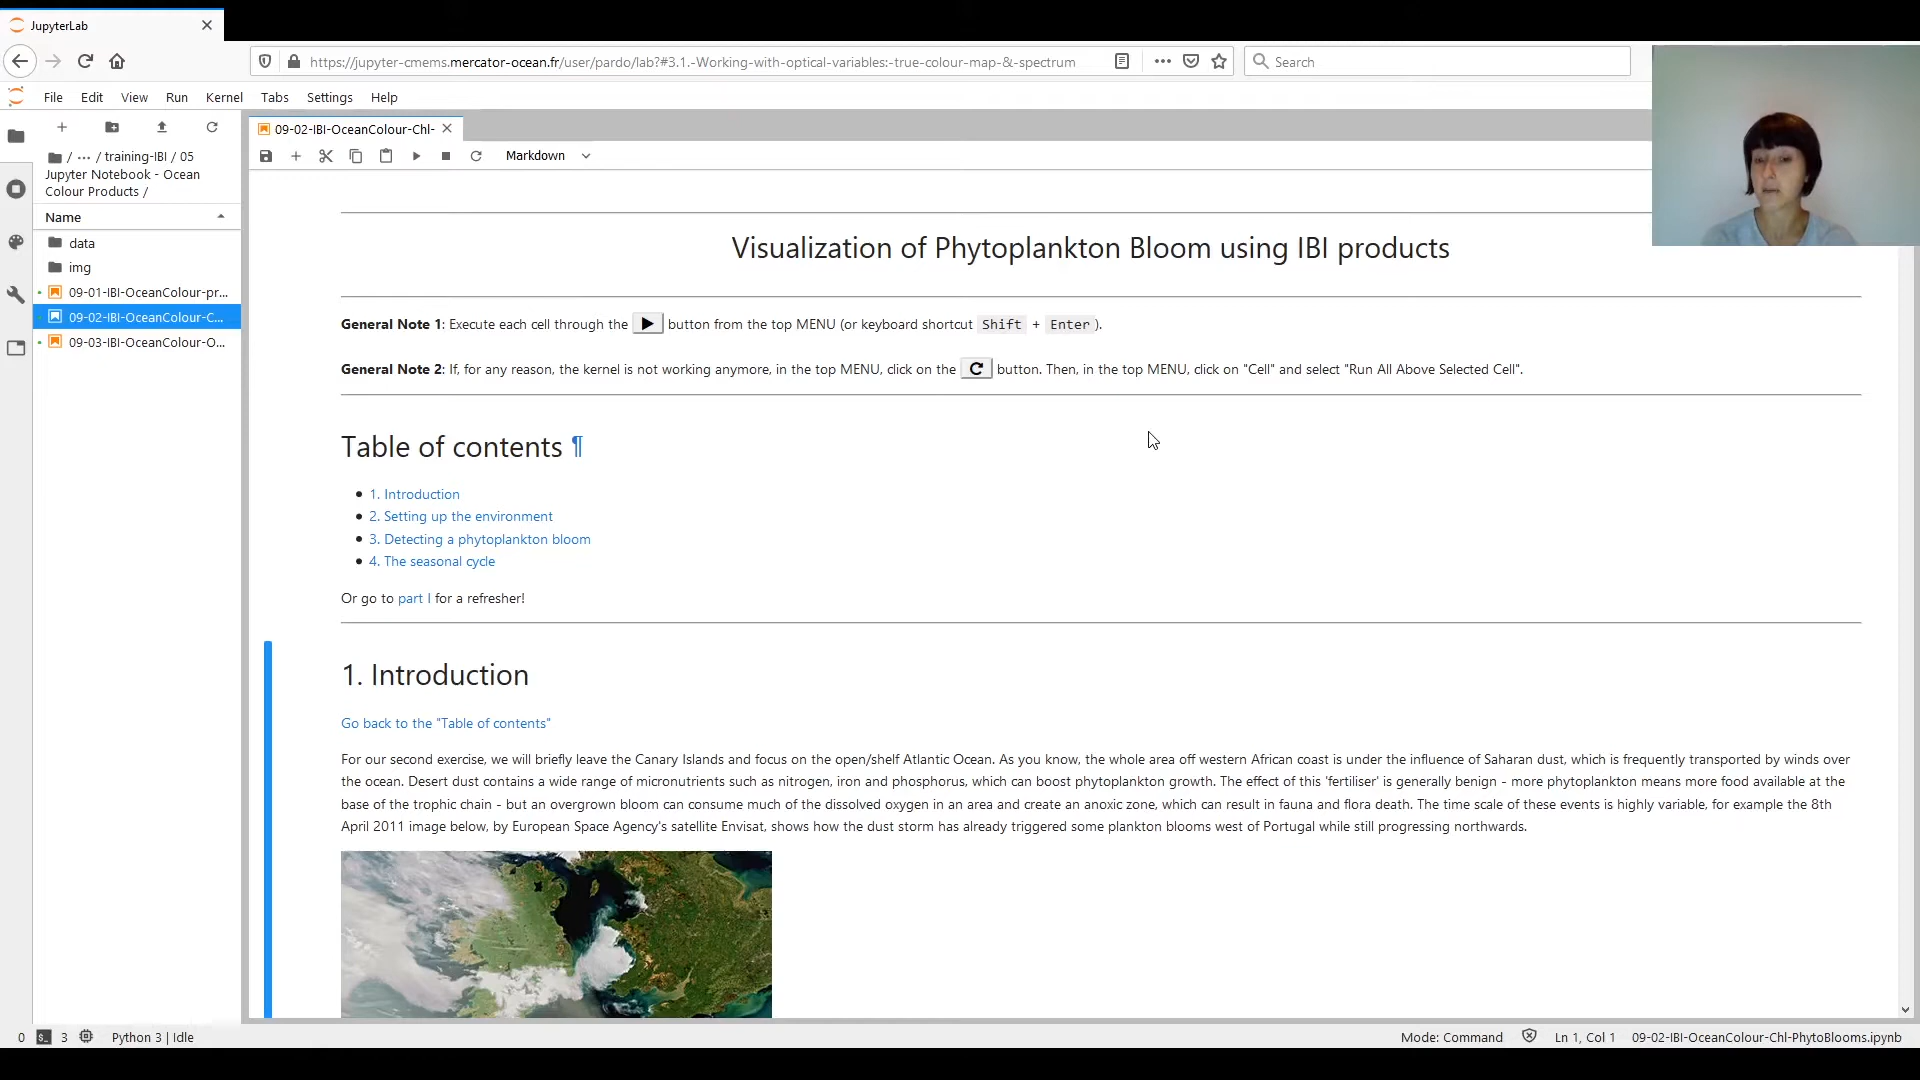 JupyterLab
https://jupyter-cmems.mercator-ocean.fr/user/pardo/lab?#3.1.-Working-with-optical-variables:-true-colour-map-&-spectrum
Search
File Edit View Run Kernel Tabs Settings Help
/ ··· / training-IBI / 05
Jupyter Notebook - Ocean
Colour Products /
Name
data
img
09-01-IBI-OceanColour-pr...
09-02-IBI-OceanColour-C...
09-03-IBI-OceanColour-O...
09-02-IBI-OceanColour-Chl-
Markdown
Visualization of Phytoplankton Bloom using IBI products
General Note 1: Execute each cell through the button from the top MENU (or keyboard shortcut Shift + Enter ).
General Note 2: If, for any reason, the kernel is not working anymore, in the top MENU, click on the button. Then, in the top MENU, click on "Cell" and select "Run All Above Selected Cell".
Table of contents ¶
• 1. Introduction
• 2. Setting up the environment
• 3. Detecting a phytoplankton bloom
• 4. The seasonal cycle
Or go to part I for a refresher!
1. Introduction
Go back to the "Table of contents"
For our second exercise, we will briefly leave the Canary Islands and focus on the open/shelf Atlantic Ocean. As you know, the whole area off western African coast is under the influence of Saharan dust, which is frequently transported by winds over
the ocean. Desert dust contains a wide range of micronutrients such as nitrogen, iron and phosphorus, which can boost phytoplankton growth. The effect of this 'fertiliser' is generally benign - more phytoplankton means more food available at the
base of the trophic chain - but an overgrown bloom can consume much of the dissolved oxygen in an area and create an anoxic zone, which can result in fauna and flora death. The time scale of these events is highly variable, for example the 8th
April 2011 image below, by European Space Agency's satellite Envisat, shows how the dust storm has already triggered some plankton blooms west of Portugal while still progressing northwards.
0 3 Python 3 | Idle
Mode: Command Ln 1, Col 1 09-02-IBI-OceanColour-Chl-PhytoBlooms.ipynb